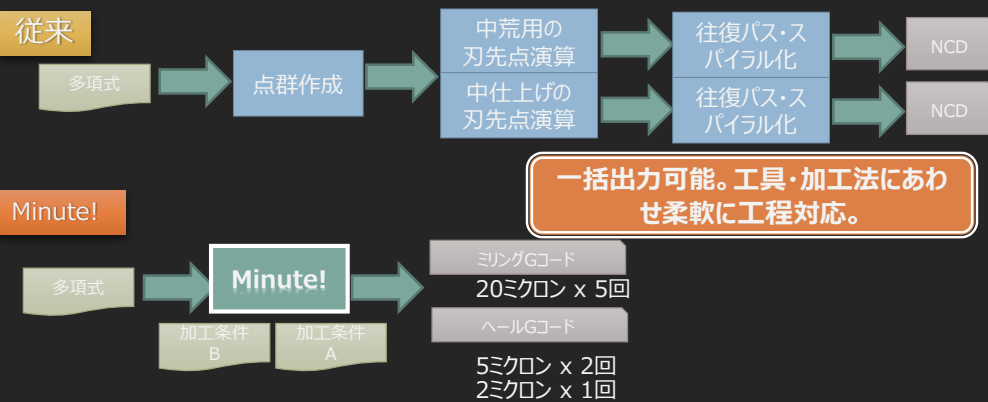 従来
多項式
点群作成
中荒用の
刃先点演算
中仕上げの
刃先点演算
往復パス・ス
パイラル化
往復パス・ス
パイラル化
NCD
NCD
一括出力可能。工具・加工法にあわ
せ柔軟に工程対応。
Minute!
多項式
Minute!
加工条件
B
加工条件
A
ミリングGコード
20ミクロン x 5回
ヘールGコード
5ミクロン x 2回
2ミクロン x 1回